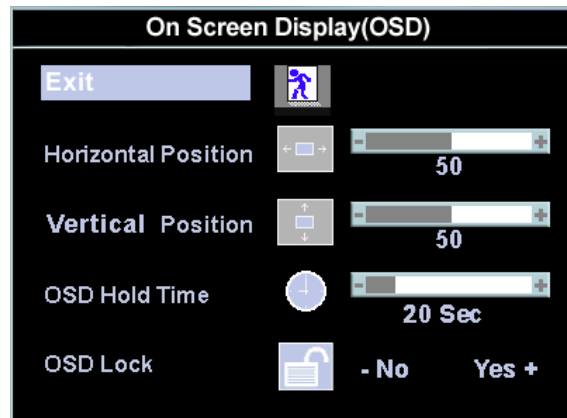 On Screen Display(OSD)
Exit
Horizontal Position - +
50
Vertical Position - +
50
OSD Hold Time - +
20 Sec
OSD Lock - No Yes +